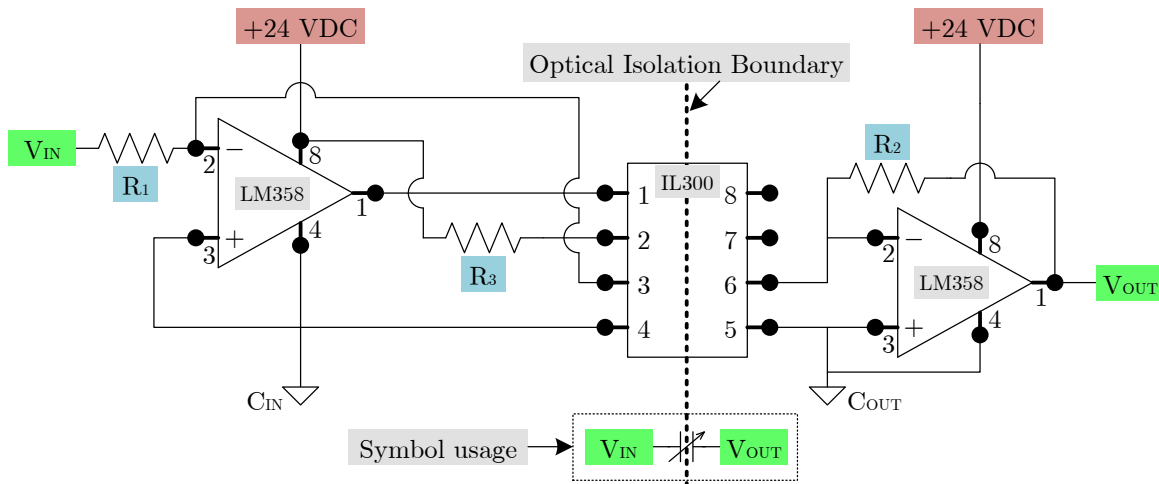 +24 VDC
+24 VDC
Optical Isolation Boundary
VIN
R1
2
−
8
LM358
1
4
+
3
R3
CIN
IL300
1
8
2
7
3
6
4
5
R2
2
−
8
LM358
1
4
+
3
VOUT
COUT
Symbol usage
VIN
VOUT